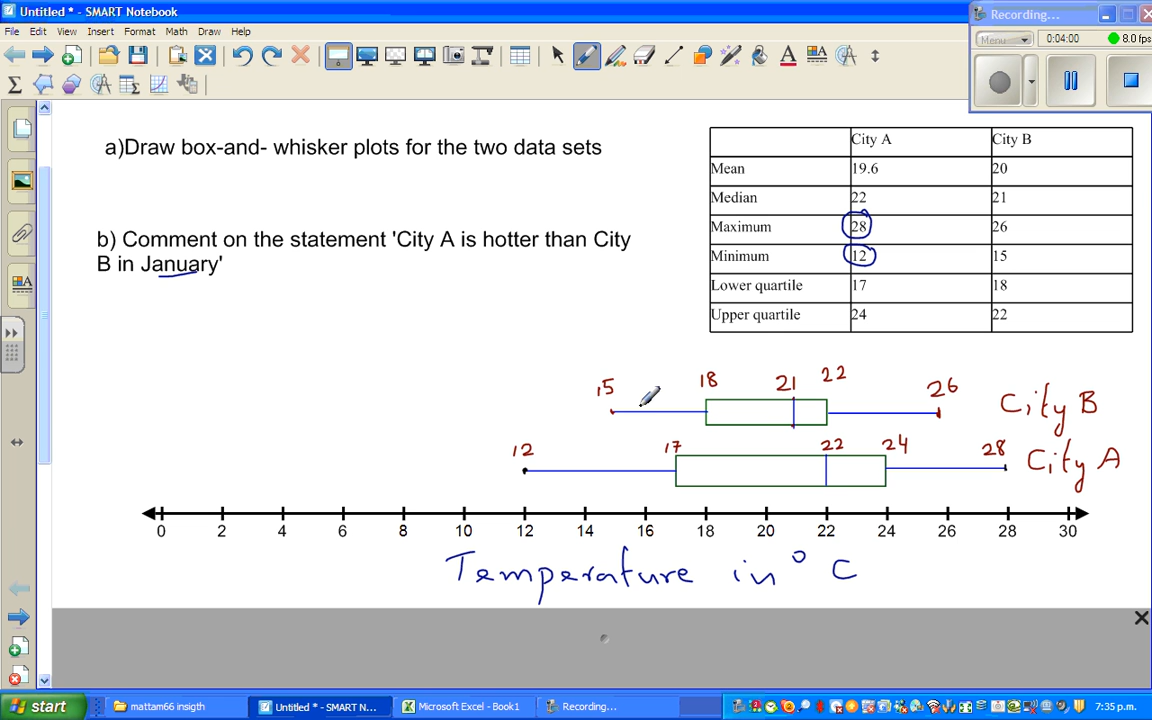 Untitled * - SMART Notebook
Recording...
File Edit View Insert Format Math Draw Help
Menu 0:04:00 8.0 fps
a)Draw box-and- whisker plots for the two data sets
b) Comment on the statement 'City A is hotter than City
B in January'
City A City B
Mean 19.6 20
Median 22 21
Maximum 28 26
Minimum 12 15
Lower quartile 17 18
Upper quartile 24 22
15 18 21 22 26 City B
12 17 22 24 28 City A
0 2 4 6 8 10 12 14 16 18 20 22 24 26 28 30
Temperature in ° C
start mattam66 insigth Untitled * - SMART N... Microsoft Excel - Book1 Recording... 7:35 p.m.